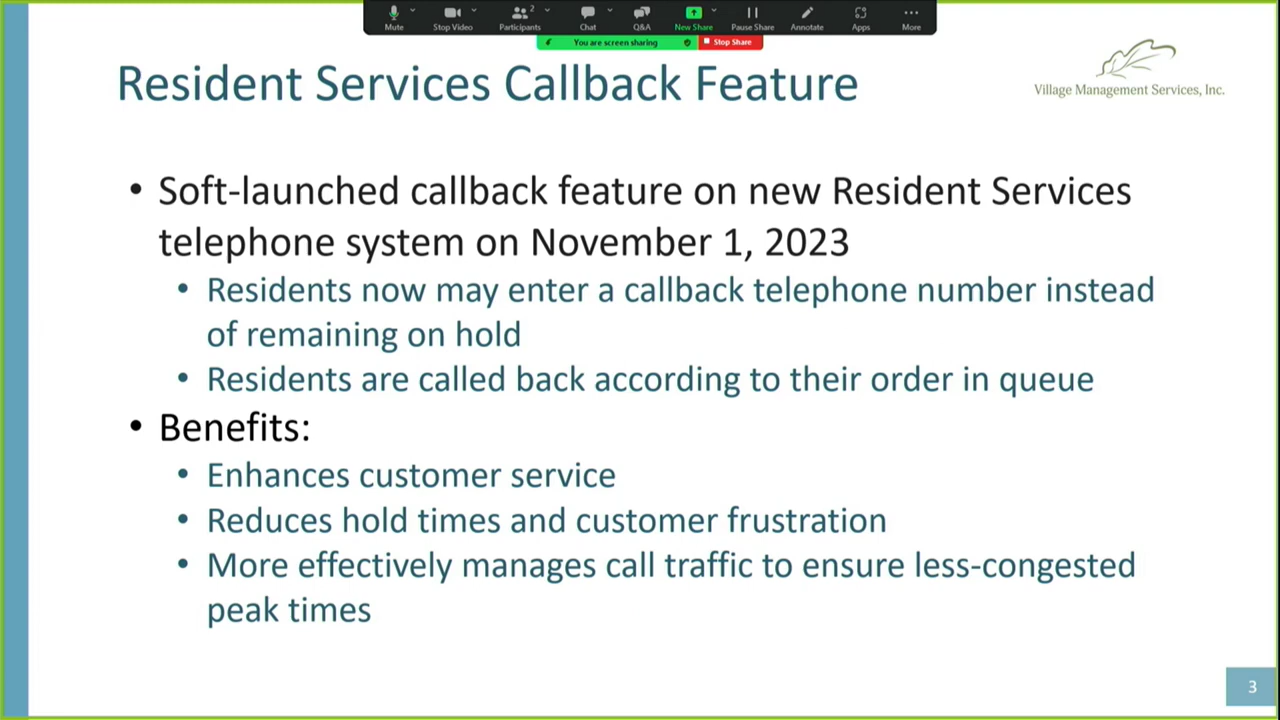 Mute
Stop Video
2
Participants
Chat
Q&A
New Share
Pause Share
Annotate
Apps
More
You are screen sharing
Stop Share
Resident Services Callback Feature
Village Management Services, Inc.
• Soft-launched callback feature on new Resident Services
telephone system on November 1, 2023
• Residents now may enter a callback telephone number instead
of remaining on hold
• Residents are called back according to their order in queue
• Benefits:
• Enhances customer service
• Reduces hold times and customer frustration
• More effectively manages call traffic to ensure less-congested
peak times
3